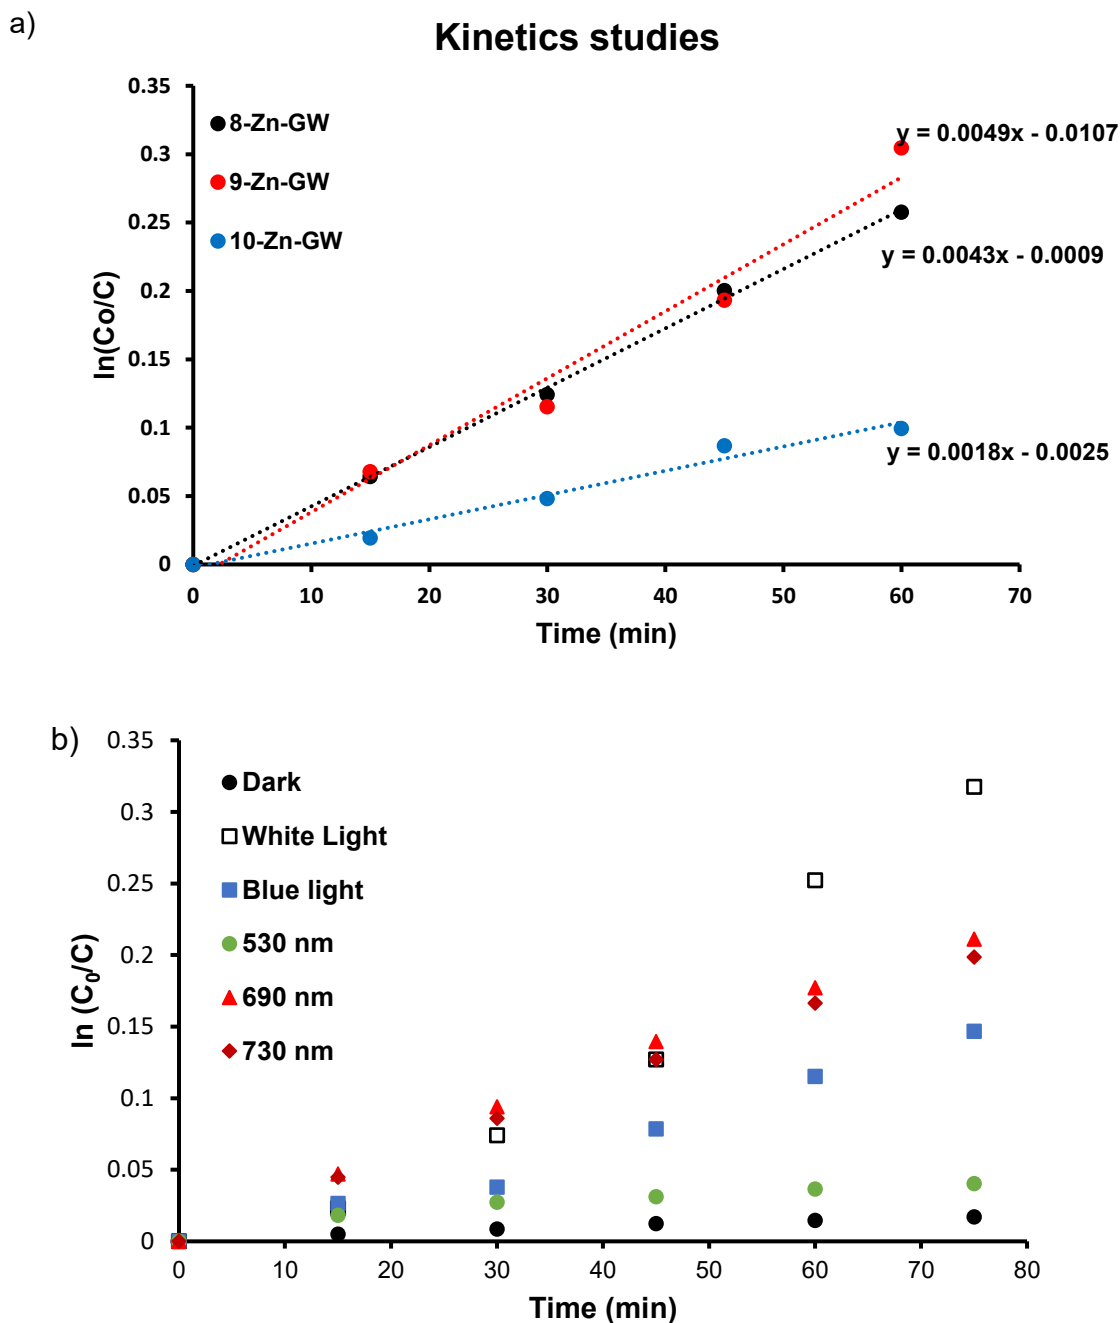 a)
Kinetics studies
0.35
0.3
0.25
0.2
0.15
0.1
0.05
0
ln(Co/C)
8-Zn-GW
9-Zn-GW
10-Zn-GW
y = 0.0049x - 0.0107
y = 0.0043x - 0.0009
y = 0.0018x - 0.0025
0 10 20 30 40 50 60 70
Time (min)
b)
0.35
0.3
0.25
0.2
0.15
0.1
0.05
0
ln (C₀/C)
Dark
White Light
Blue light
530 nm
690 nm
730 nm
0 10 20 30 40 50 60 70 80
Time (min)